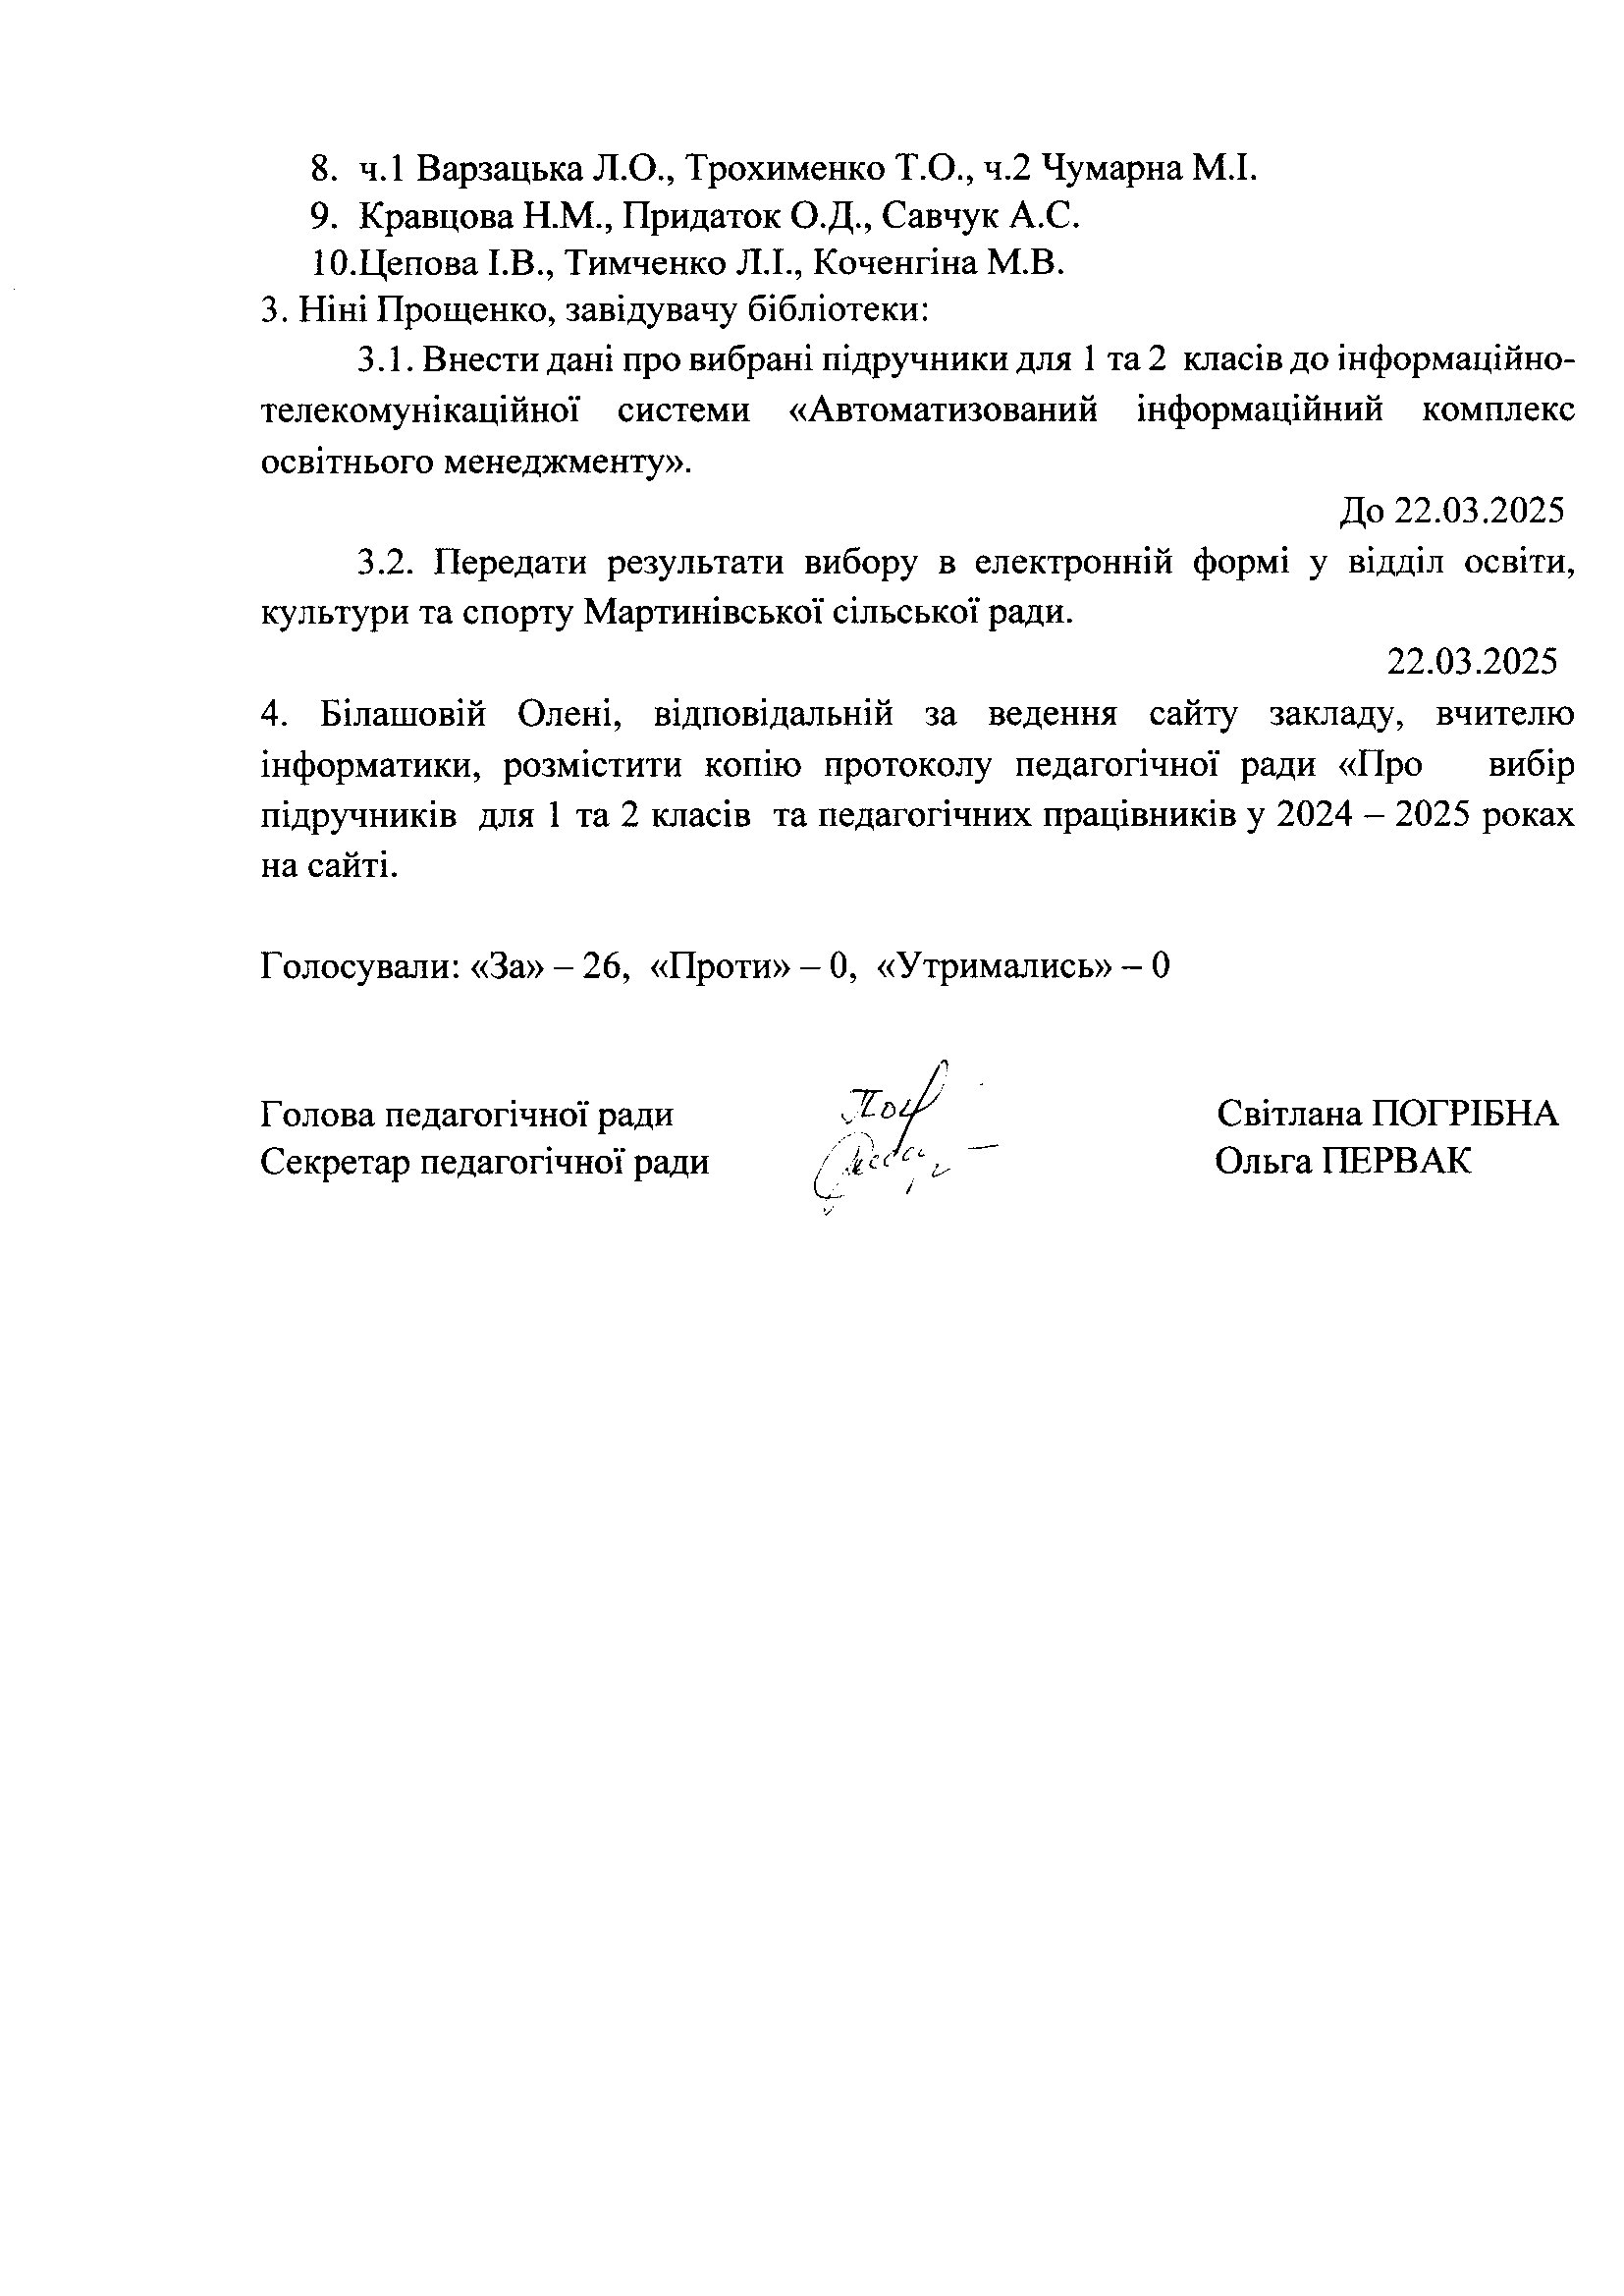 8. ч.1 Варзацька Л.О., Трохименко Т.О., ч.2 Чумарна М.І.
9. Кравцова Н.М., Придаток О.Д., Савчук А.С.
10.Цепова І.В., Тимченко Л.І., Коченгіна М.В.
3. Ніні Прощенко, завідувачу бібліотеки:
3.1. Внести дані про вибрані підручники для 1 та 2 класів до інформаційно-
телекомунікаційної системи «Автоматизований інформаційний комплекс
освітнього менеджменту».
До 22.03.2025
3.2. Передати результати вибору в електронній формі у відділ освіти,
культури та спорту Мартинівської сільської ради.
22.03.2025
4. Білашовій Олені, відповідальній за ведення сайту закладу, вчителю
інформатики, розмістити копію протоколу педагогічної ради «Про вибір
підручників для 1 та 2 класів та педагогічних працівників у 2024 – 2025 роках
на сайті.
Голосували: «За» – 26, «Проти» – 0, «Утримались» – 0
Голова педагогічної ради Світлана ПОГРІБНА
Секретар педагогічної ради Ольга ПЕРВАК